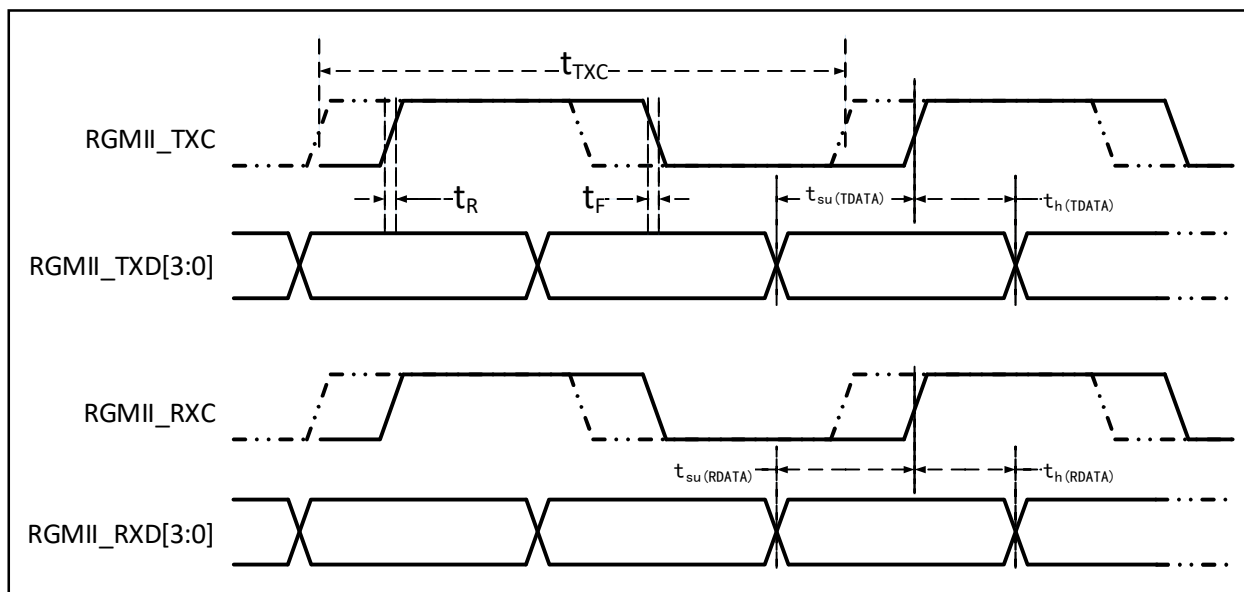 tTXC
RGMII_TXC
tR
tF
tsu(TDATA)
th(TDATA)
RGMII_TXD[3:0]
RGMII_RXC
tsu(RDATA)
th(RDATA)
RGMII_RXD[3:0]